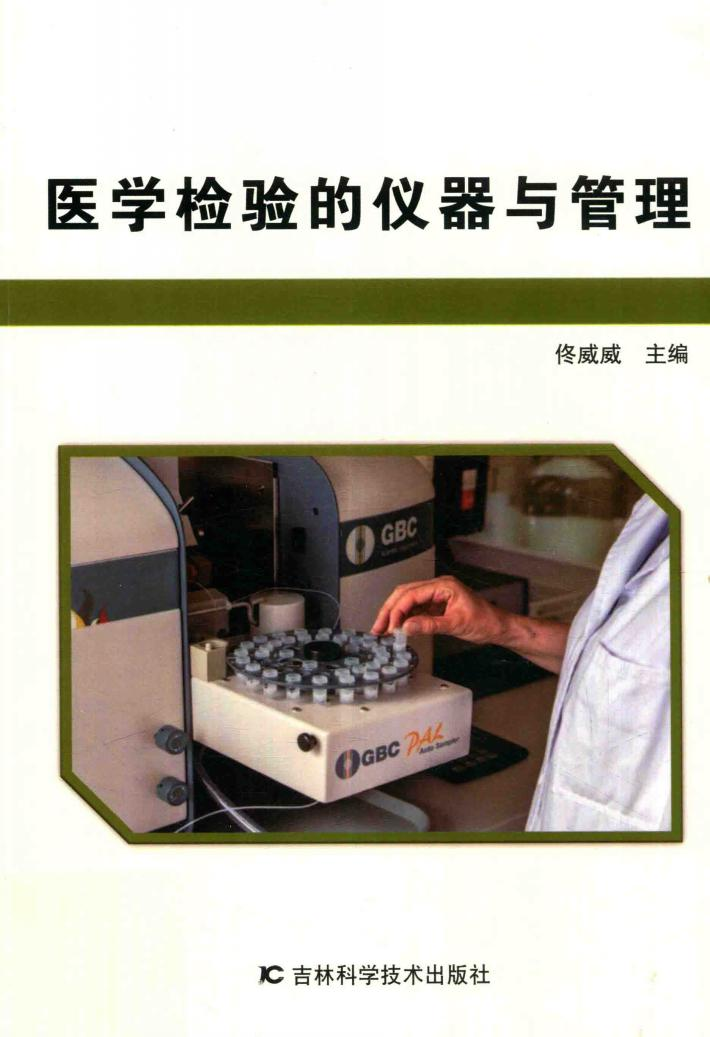 医学检验的仪器与管理
佟威威 主编
GBC
GBC PAL
Auto Sampler
吉林科学技术出版社